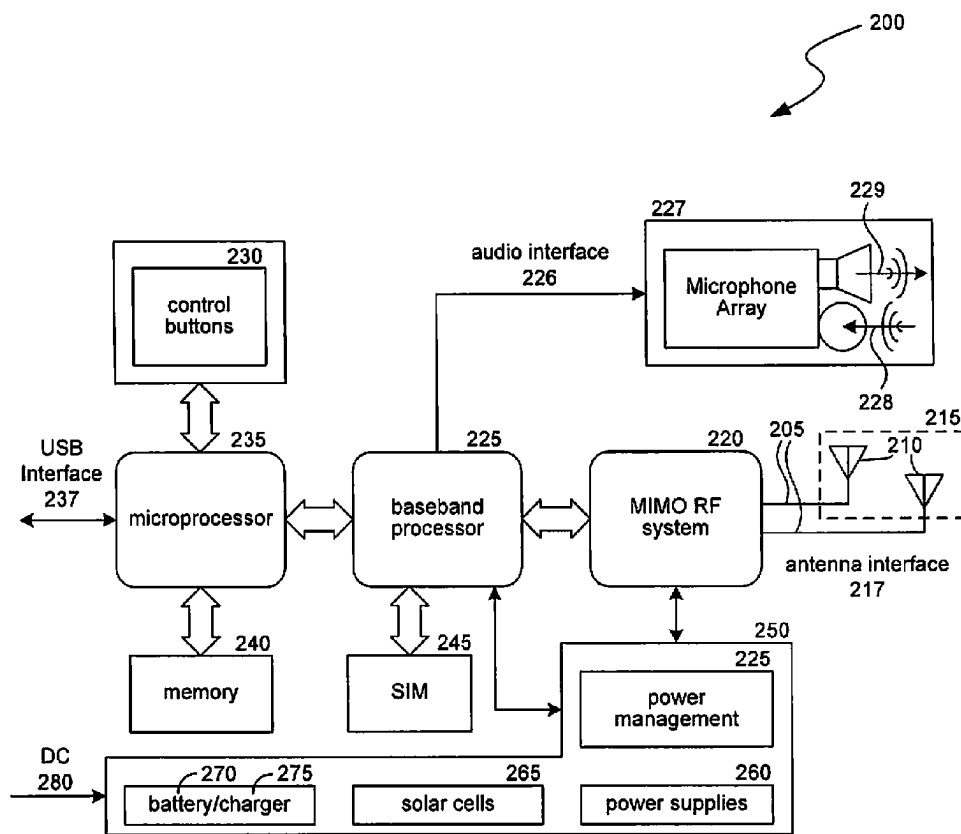 200
229
227
audio interface
226
Microphone
Array
228
230
control
buttons
USB
Interface
237
235
microprocessor
225
baseband
processor
220
MIMO RF
system
205
215
210
antenna interface
217
240
memory
245
SIM
250
225
power
management
DC
280
270
275
battery/charger
265
solar cells
260
power supplies